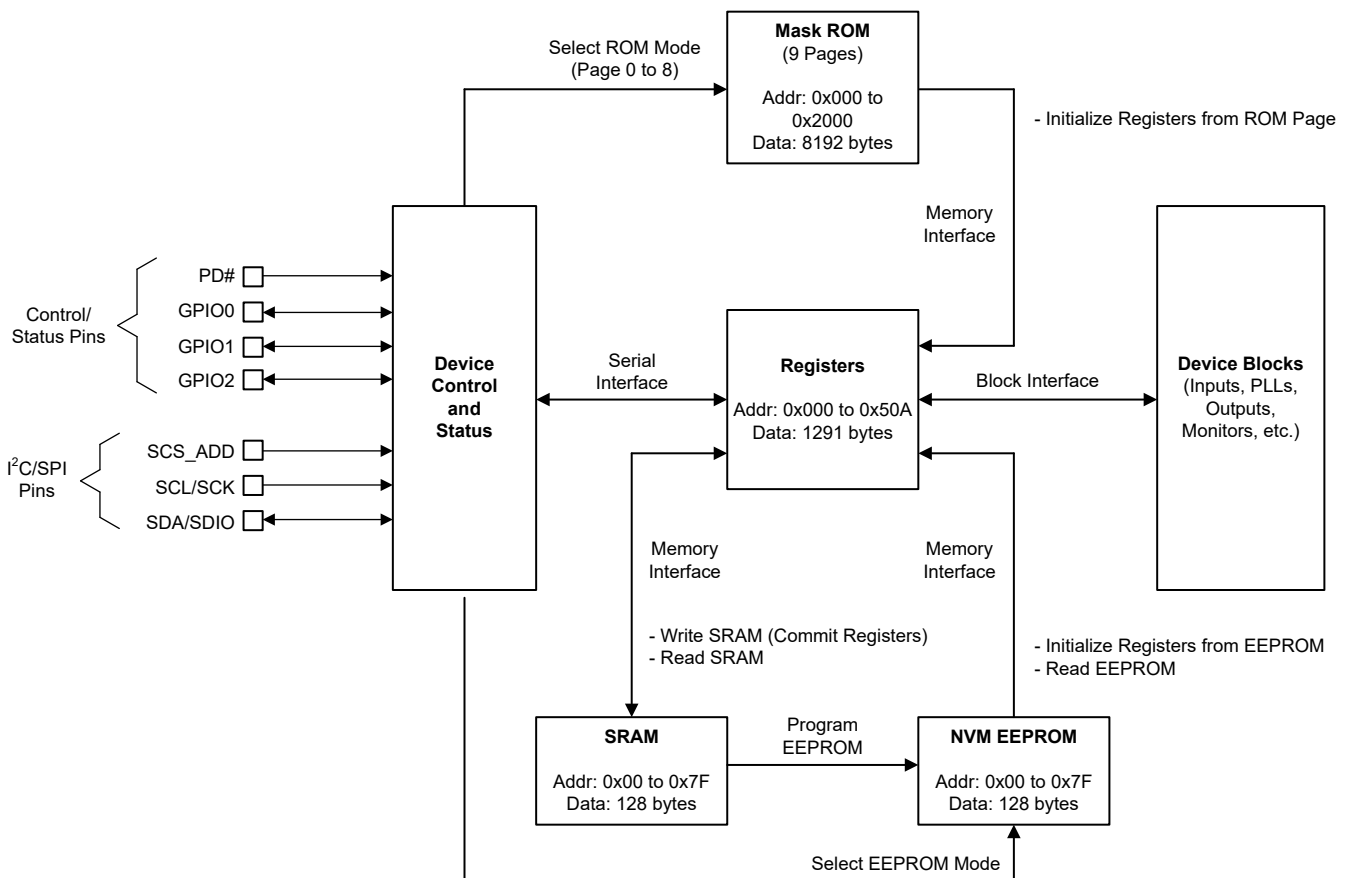 Mask ROM
(9 Pages)
Addr: 0x000 to
0x2000
Data: 8192 bytes
Select ROM Mode
(Page 0 to 8)
- Initialize Registers from ROM Page
Memory
Interface
Control/
Status Pins
PD#
GPIO0
GPIO1
GPIO2
I²C/SPI
Pins
SCS_ADD
SCL/SCK
SDA/SDIO
Device
Control
and
Status
Serial
Interface
Registers
Addr: 0x000 to 0x50A
Data: 1291 bytes
Block Interface
Device Blocks
(Inputs, PLLs,
Outputs,
Monitors, etc.)
Memory
Interface
Memory
Interface
- Write SRAM (Commit Registers)
- Read SRAM
- Initialize Registers from EEPROM
- Read EEPROM
SRAM
Addr: 0x00 to 0x7F
Data: 128 bytes
Program
EEPROM
NVM EEPROM
Addr: 0x00 to 0x7F
Data: 128 bytes
Select EEPROM Mode